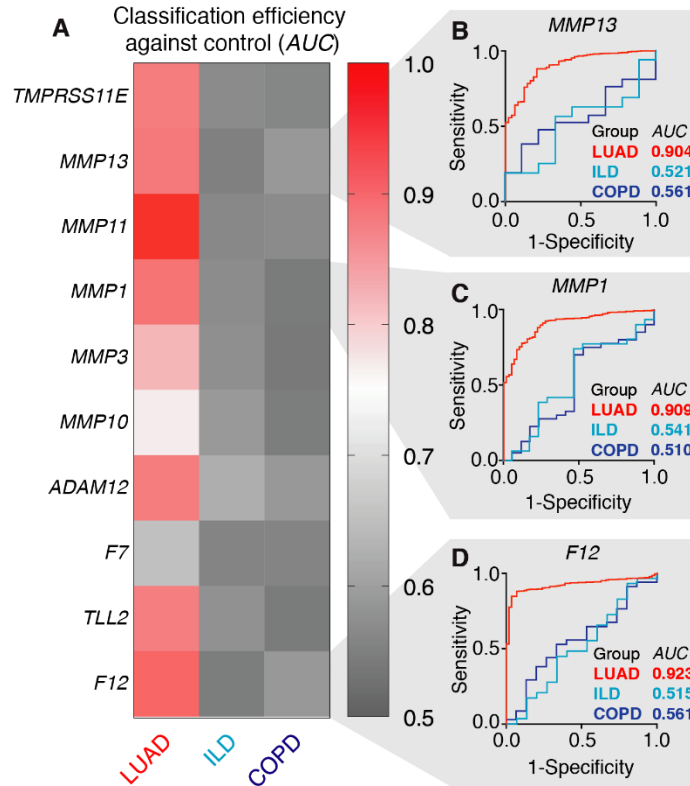 A
Classification efficiency
against control (AUC)
TMPRSS11E
MMP13
MMP11
MMP1
MMP3
MMP10
ADAM12
F7
TLL2
F12
LUAD
ILD
COPD
1.0
0.9
0.8
0.7
0.6
0.5
B
MMP13
Sensitivity
1.0
0.5
0.0
Group AUC
LUAD 0.904
ILD 0.521
COPD 0.561
0.0 0.5 1.0
1-Specificity
C
MMP1
Sensitivity
1.0
0.5
0.0
Group AUC
LUAD 0.909
ILD 0.541
COPD 0.510
0.0 0.5 1.0
1-Specificity
D
F12
Sensitivity
1.0
0.5
0.0
Group AUC
LUAD 0.923
ILD 0.515
COPD 0.561
0.0 0.5 1.0
1-Specificity